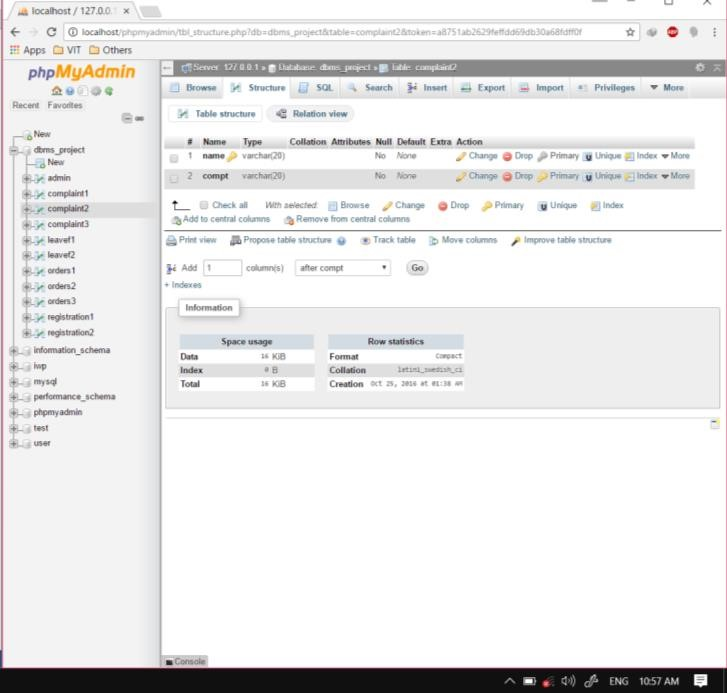 localhost / 127.0.0.1 ×
localhost/phpmyadmin/tbl_structure.php?db=dbms_project&table=complaint2&token=a8751ab2629feffdd69db30a68fdff0f
Apps VIT Others
phpMyAdmin
Recent Favorites
New
dbms_project
New
admin
complaint1
complaint2
complaint3
leavef1
leavef2
orders1
orders2
orders3
registration1
registration2
information_schema
iwp
mysql
performance_schema
phpmyadmin
test
user
Server: 127.0.0.1 » Database: dbms_project » Table: complaint2
Browse Structure SQL Search Insert Export Import Privileges More
Table structure Relation view
# Name Type Collation Attributes Null Default Extra Action
1 name varchar(20) No None Change Drop Primary Unique Index More
2 compt varchar(20) No None Change Drop Primary Unique Index More
Check all With selected: Browse Change Drop Primary Unique Index
Add to central columns Remove from central columns
Print view Propose table structure Track table Move columns Improve table structure
Add 1 column(s) after compt Go
+ Indexes
Information
Space usage
Data 16 KiB
Index 0 B
Total 16 KiB
Row statistics
Format Compact
Collation latin1_swedish_ci
Creation Oct 25, 2016 at 01:38 AM
Console
ENG 10:57 AM